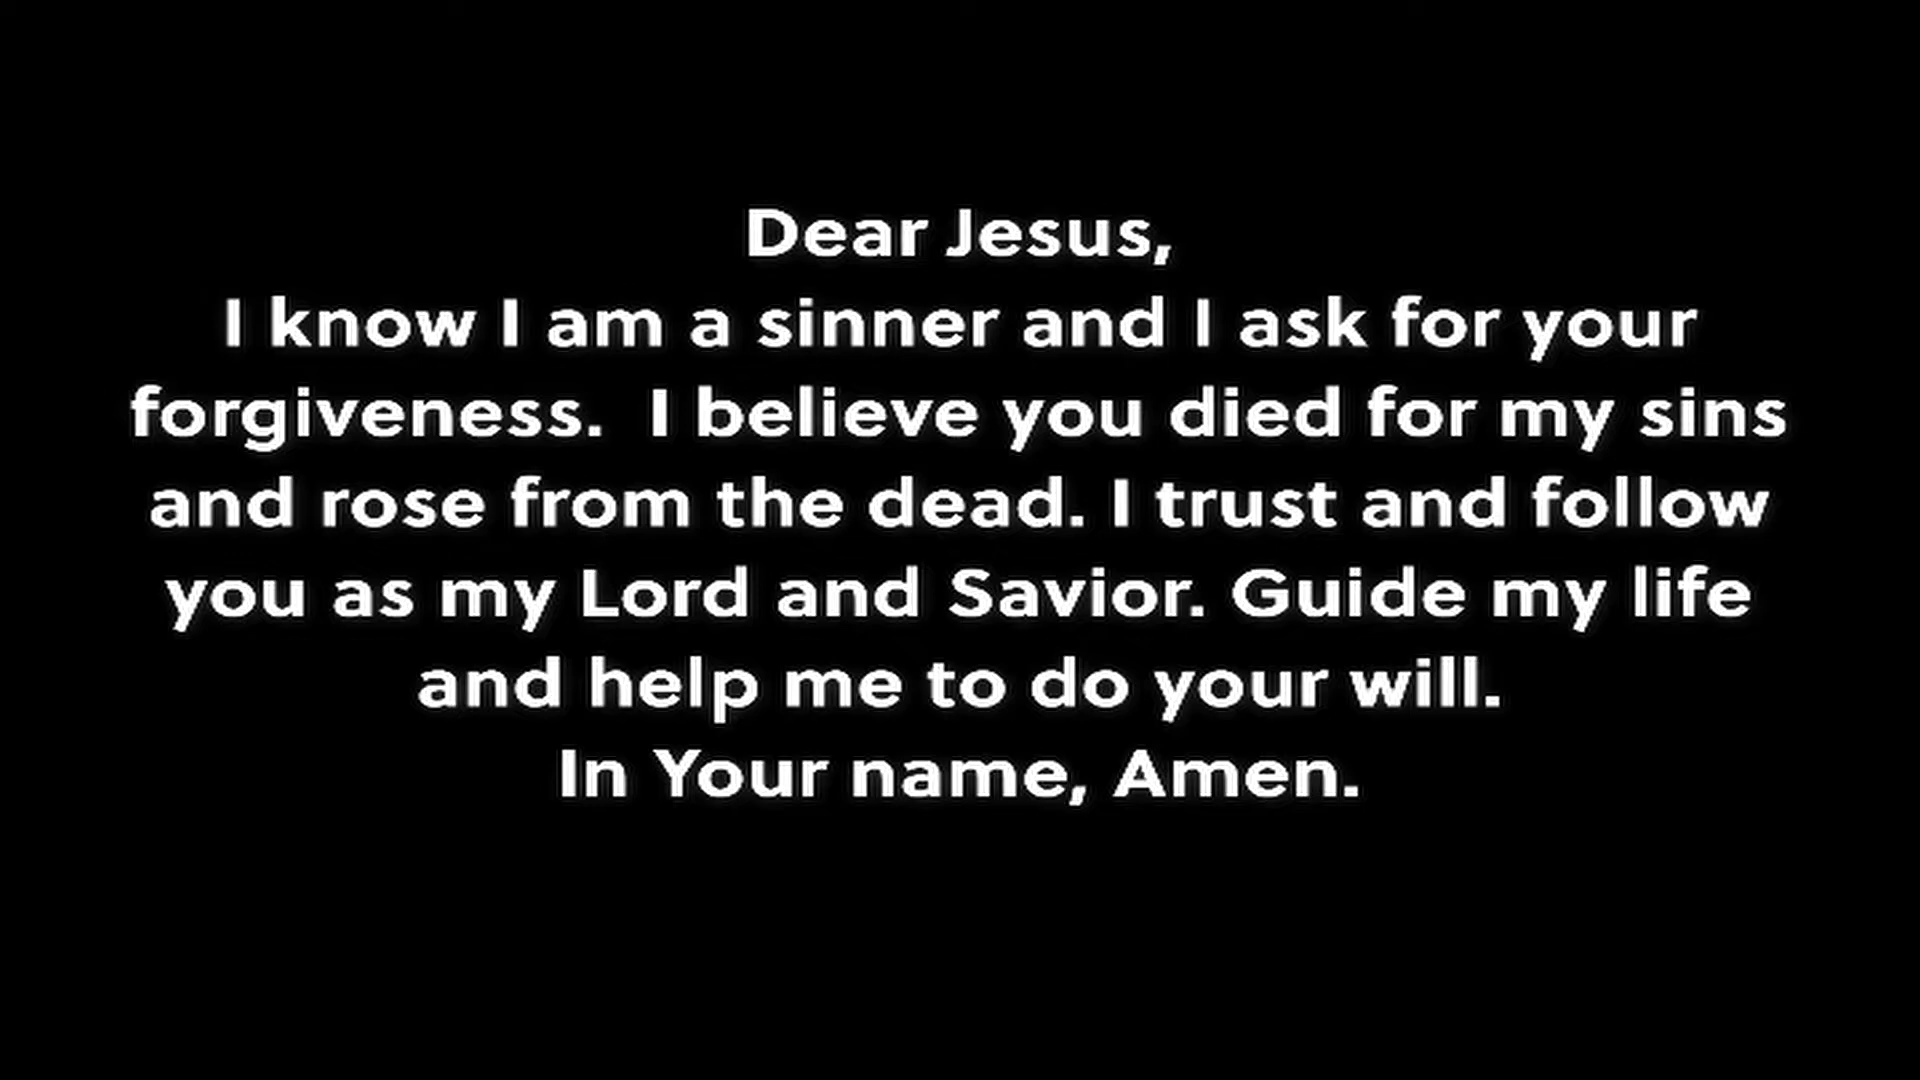 Dear Jesus,
I know I am a sinner and I ask for your
forgiveness.  I believe you died for my sins
and rose from the dead. I trust and follow
you as my Lord and Savior. Guide my life
and help me to do your will.
In Your name, Amen.